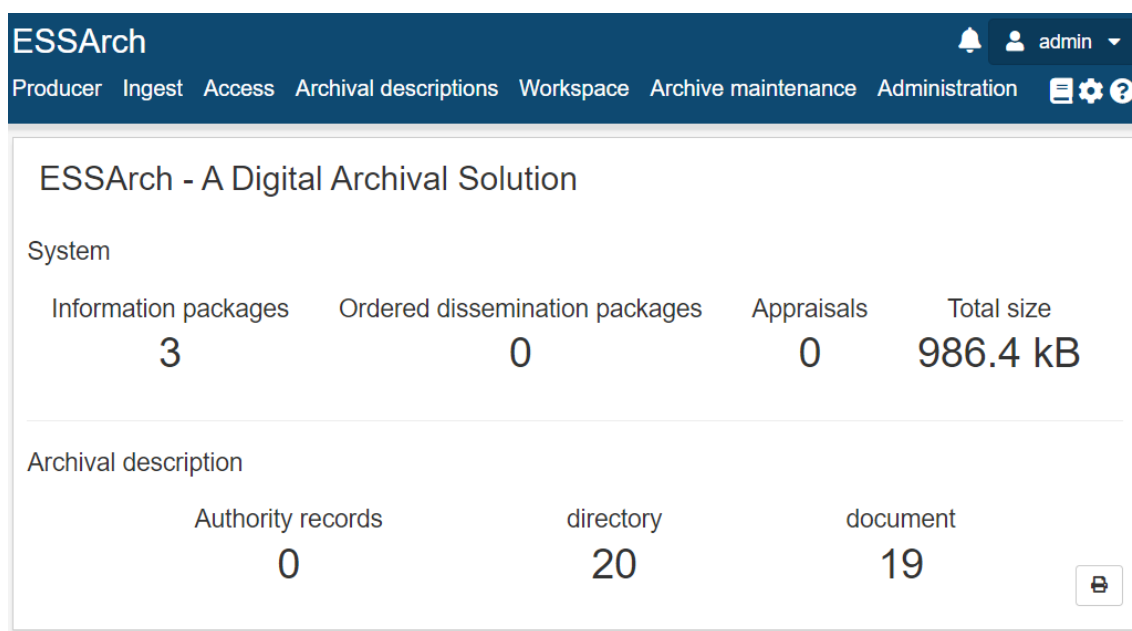 ESSArch
admin
Producer Ingest Access Archival descriptions Workspace Archive maintenance Administration
ESSArch - A Digital Archival Solution
System
Information packages Ordered dissemination packages Appraisals Total size
3 0 0 986.4 kB
Archival description
Authority records directory document
0 20 19